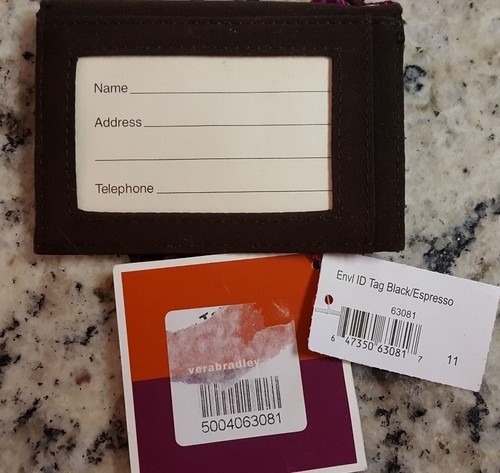 Name
Address
Telephone
Envl ID Tag Black/Espresso
63081
6 47350 63081 7
11
verabradley
5004063081